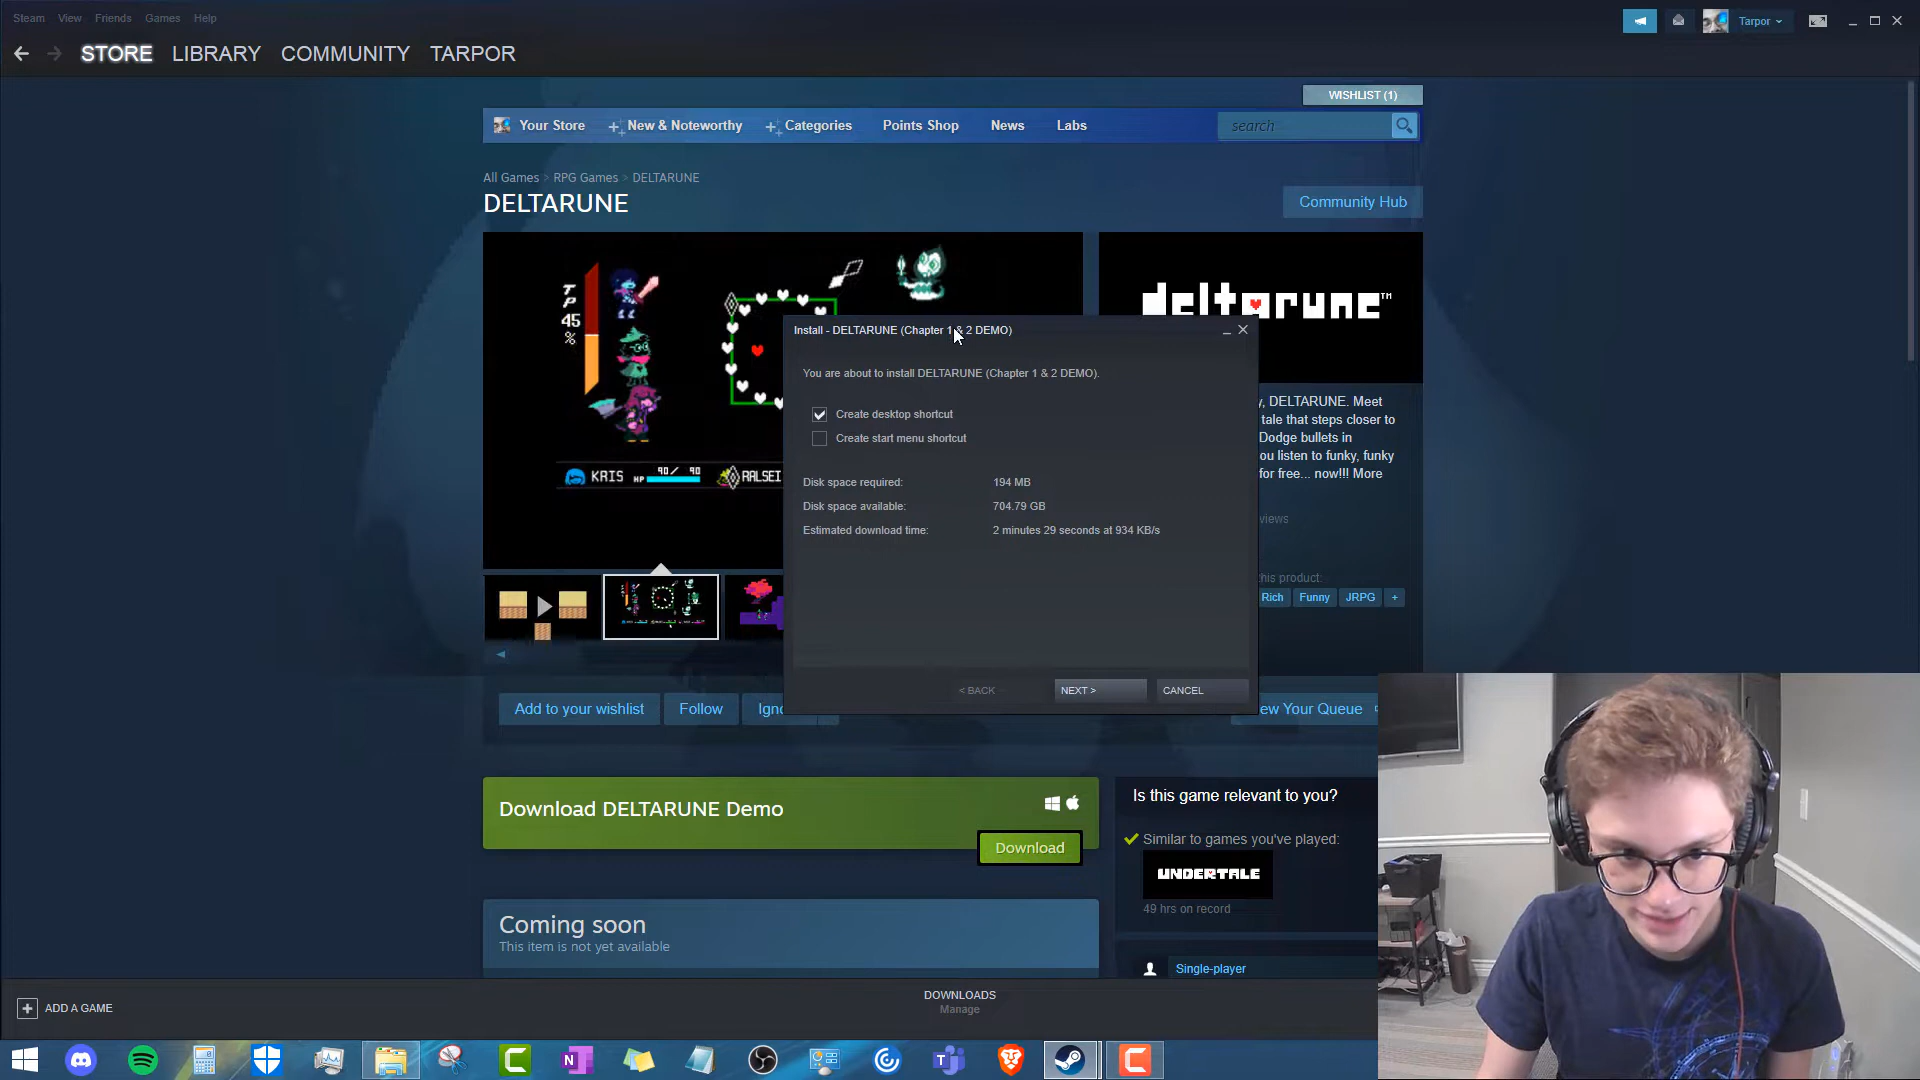 Steam View Friends Games Help
Tarpor
STORE LIBRARY COMMUNITY TARPOR
WISHLIST (1)
Your Store New & Noteworthy Categories Points Shop News Labs search
All Games > RPG Games > DELTARUNE
DELTARUNE
Community Hub
TP
45
%
KRIS HP 90/ 90 RALSEI
deltarune™
Install - DELTARUNE (Chapter 1 & 2 DEMO)
You are about to install DELTARUNE (Chapter 1 & 2 DEMO).
Create desktop shortcut
Create start menu shortcut
Disk space required: 194 MB
Disk space available: 704.79 GB
Estimated download time: 2 minutes 29 seconds at 934 KB/s
< BACK NEXT > CANCEL
y, DELTARUNE. Meet
tale that steps closer to
Dodge bullets in
ou listen to funky, funky
for free... now!!! More
views
this product:
Rich Funny JRPG +
Add to your wishlist Follow Igno
ew Your Queue
Download DELTARUNE Demo
Download
Is this game relevant to you?
Similar to games you've played:
UNDERTALE
49 hrs on record
Coming soon
This item is not yet available
Single-player
ADD A GAME
DOWNLOADS
Manage